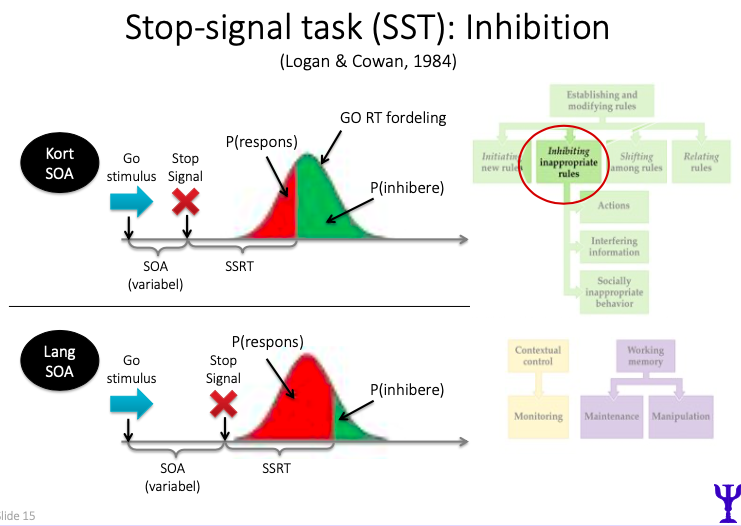 Stop-signal task (SST): Inhibition
(Logan & Cowan, 1984)
Kort
SOA
Go
stimulus
Stop
Signal
P(respons)
GO RT fordeling
P(inhibere)
SOA
(variabel)
SSRT
Lang
SOA
Go
stimulus
Stop
Signal
P(respons)
P(inhibere)
SOA
(variabel)
SSRT
Establishing and
modifying rules
Initiating
new rules
Inhibiting
inappropriate
rules
Shifting
among rules
Relating
rules
Actions
Interfering
information
Socially
inappropriate
behavior
Contextual
control
Monitoring
Working
memory
Maintenance
Manipulation
Slide 15
Ψ